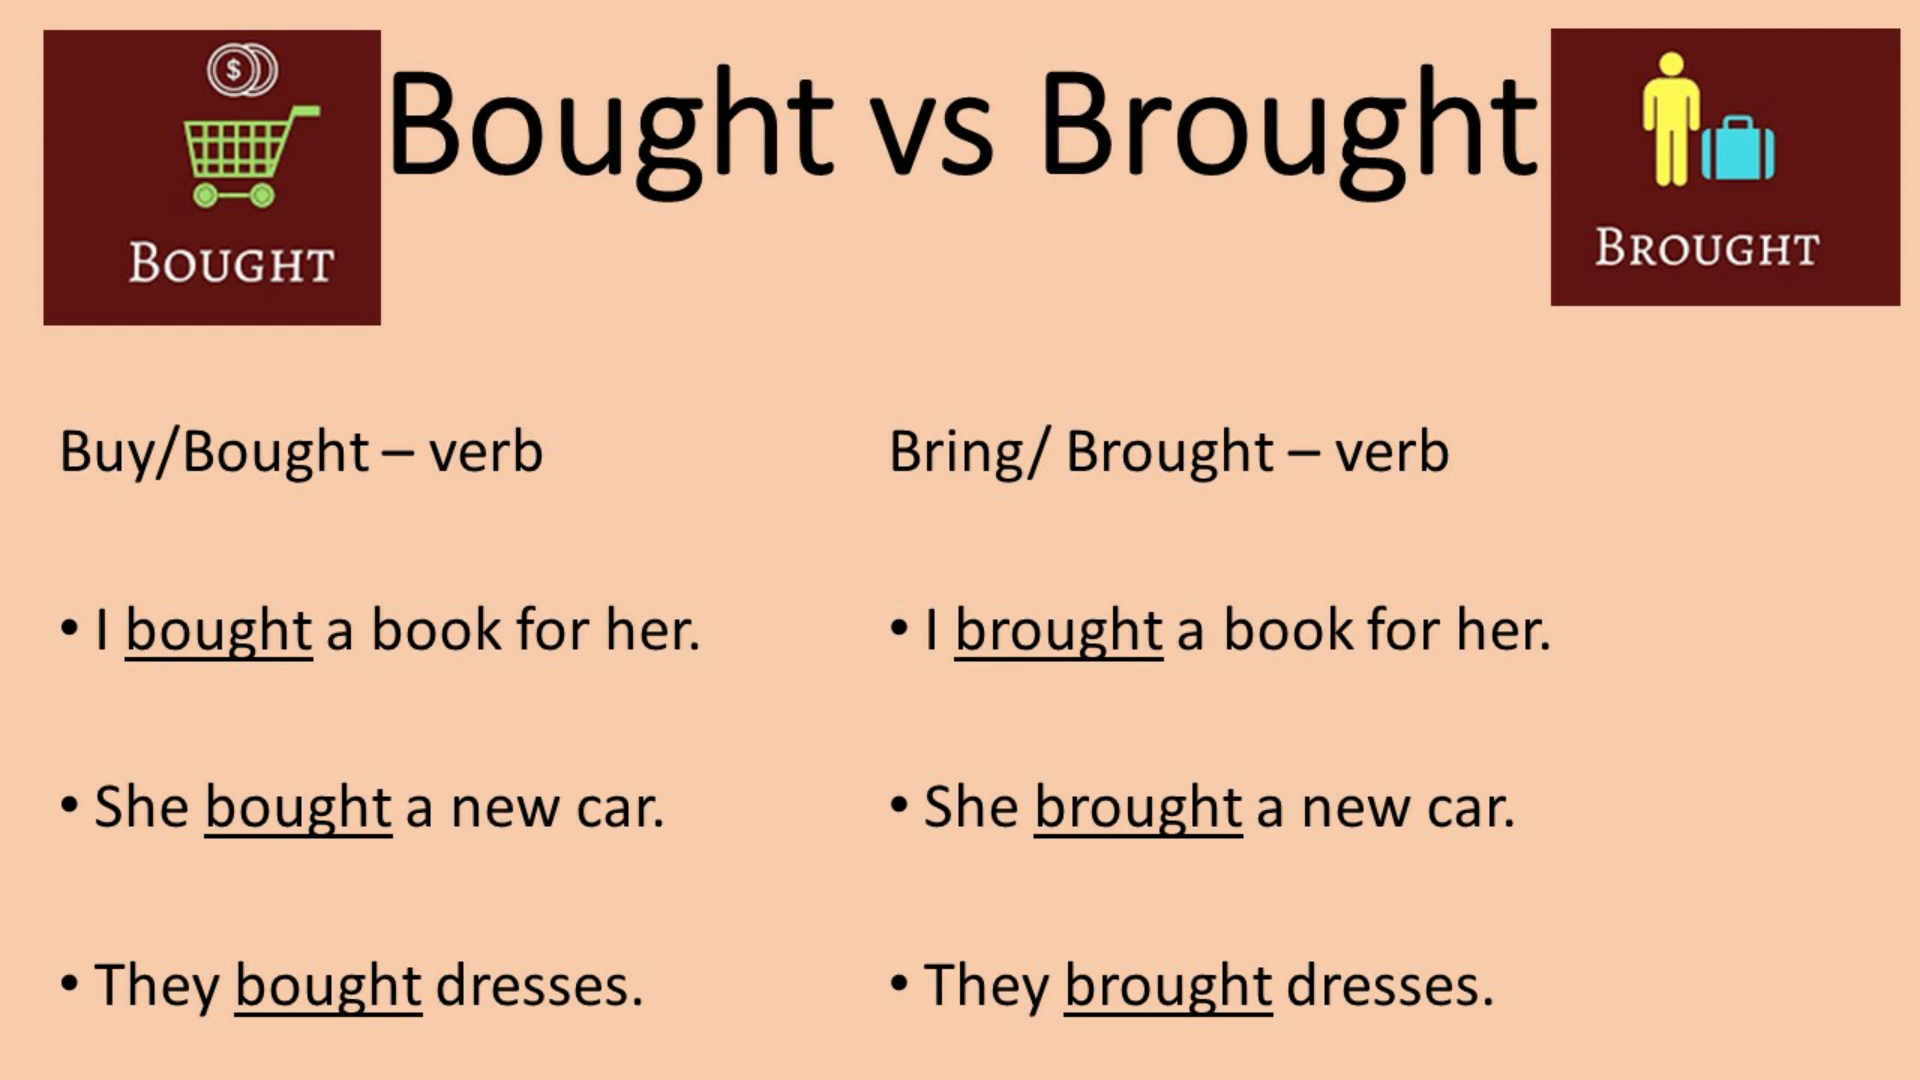 $
BOUGHT
Bought vs Brought
BROUGHT
Buy/Bought – verb
• I bought a book for her.
• She bought a new car.
• They bought dresses.
Bring/ Brought – verb
• I brought a book for her.
• She brought a new car.
• They brought dresses.